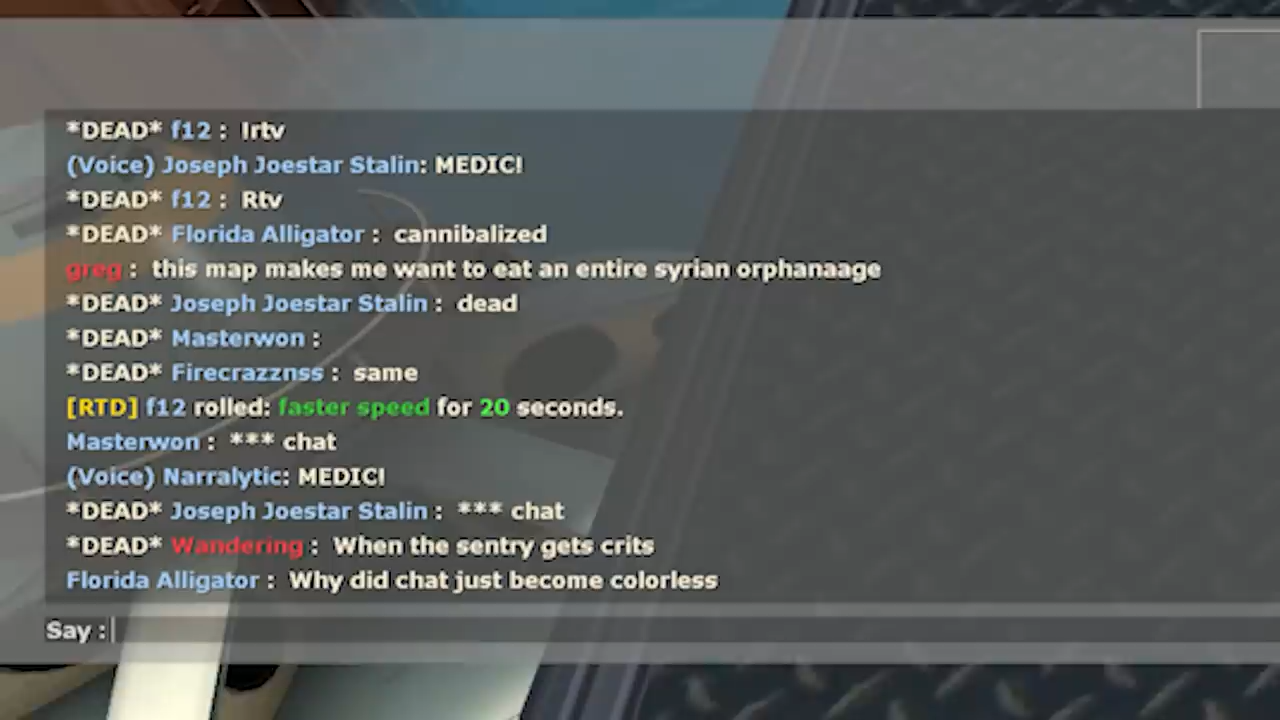 *DEAD* f12 :  !rtv
(Voice) Joseph Joestar Stalin: MEDIC!
*DEAD* f12 :  Rtv
*DEAD* Florida Alligator :  cannibalized
greg :  this map makes me want to eat an entire syrian orphanaage
*DEAD* Joseph Joestar Stalin :  dead
*DEAD* Masterwon :
*DEAD* Firecrazznss :  same
[RTD] f12 rolled: faster speed for 20 seconds.
Masterwon :  *** chat
(Voice) Narralytic: MEDIC!
*DEAD* Joseph Joestar Stalin :  *** chat
*DEAD* Wandering :  When the sentry gets crits
Florida Alligator :  Why did chat just become colorless
Say :